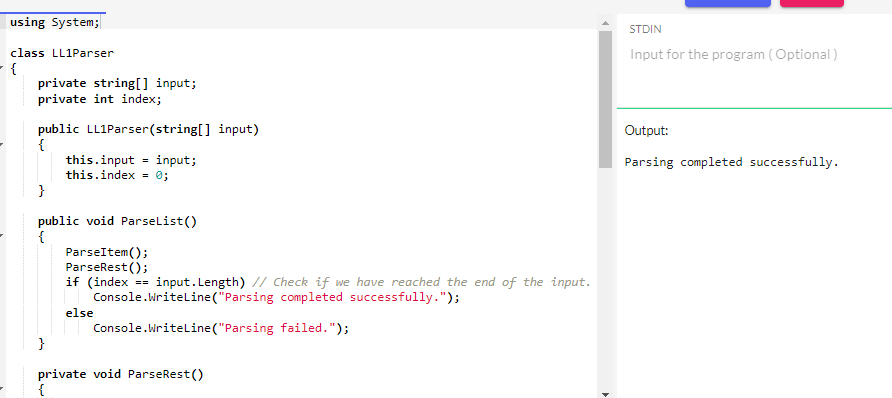 using System;
class LL1Parser
{
private string[] input;
private int index;
public LL1Parser(string[] input)
{
this.input = input;
this.index = 0;
}
public void ParseList()
{
ParseItem();
ParseRest();
if (index == input.Length) // Check if we have reached the end of the input.
Console.WriteLine("Parsing completed successfully.");
else
Console.WriteLine("Parsing failed.");
}
private void ParseRest()
{
STDIN
Input for the program ( Optional )
Output:
Parsing completed successfully.